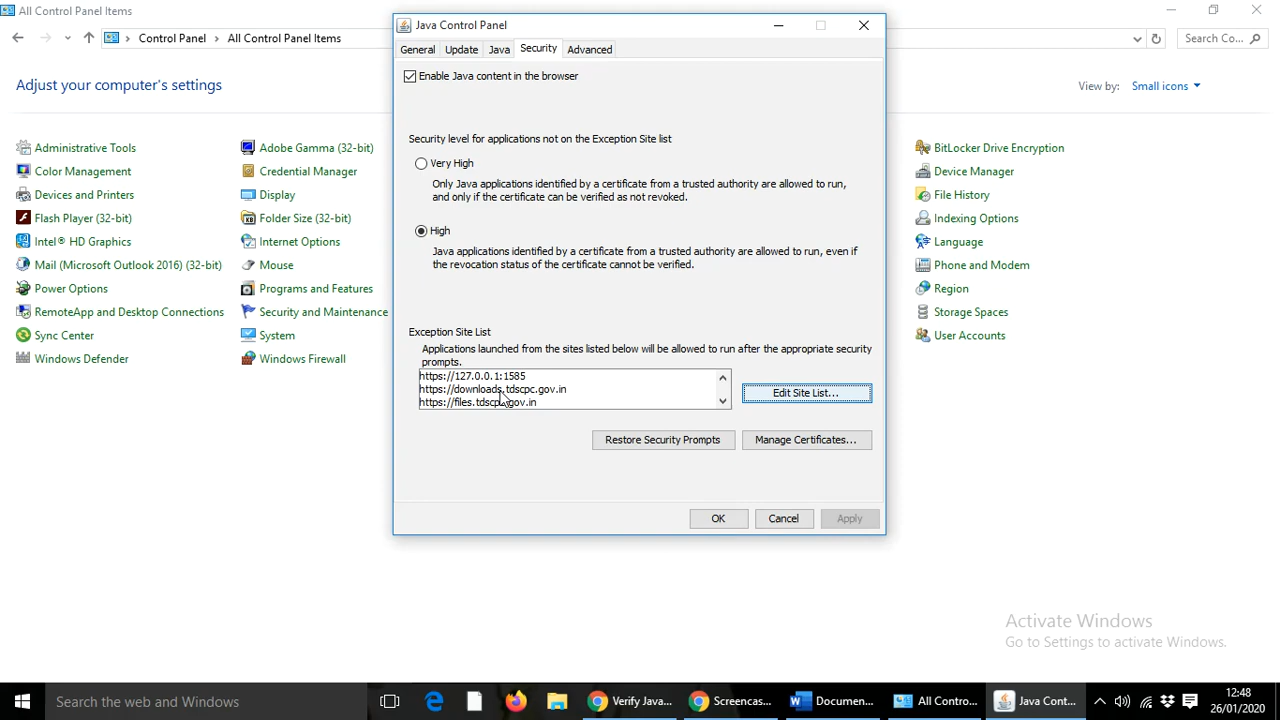 All Control Panel Items
Control Panel
All Control Panel Items
Search Co...
Adjust your computer's settings
View by:
Small icons
Administrative Tools
Color Management
Devices and Printers
Flash Player (32-bit)
Intel® HD Graphics
Mail (Microsoft Outlook 2016) (32-bit)
Power Options
RemoteApp and Desktop Connections
Sync Center
Windows Defender
Adobe Gamma (32-bit)
Credential Manager
Display
Folder Size (32-bit)
Internet Options
Mouse
Programs and Features
Security and Maintenance
System
Windows Firewall
BitLocker Drive Encryption
Device Manager
File History
Indexing Options
Language
Phone and Modem
Region
Storage Spaces
User Accounts
Java Control Panel
General
Update
Java
Security
Advanced
Enable Java content in the browser
Security level for applications not on the Exception Site list
Very High
Only Java applications identified by a certificate from a trusted authority are allowed to run,
and only if the certificate can be verified as not revoked.
High
Java applications identified by a certificate from a trusted authority are allowed to run, even if
the revocation status of the certificate cannot be verified.
Exception Site List
Applications launched from the sites listed below will be allowed to run after the appropriate security
prompts.
https://127.0.0.1:1585
https://downloads.tdscpc.gov.in
https://files.tdscpc.gov.in
Edit Site List...
Restore Security Prompts
Manage Certificates...
OK
Cancel
Apply
Activate Windows
Go to Settings to activate Windows.
Search the web and Windows
Verify Java...
Screencas...
Documen...
All Contro...
Java Cont...
12:48
26/01/2020